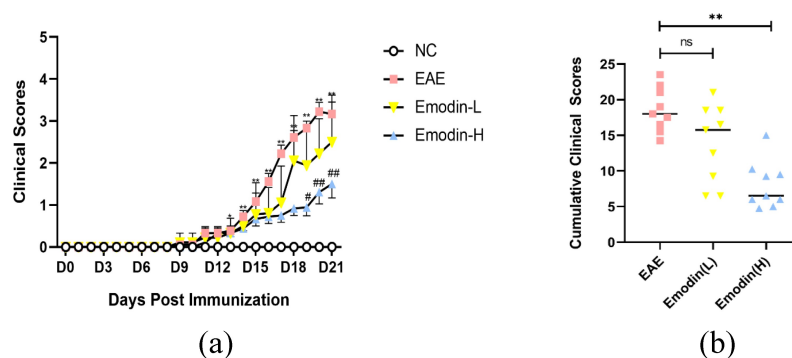 Clinical Scores
5
4
3
2
1
0
D0 D3 D6 D9 D12 D15 D18 D21
Days Post Immunization
** ** * ** ** ** ** ** ** ** **
# ## ##
NC
EAE
Emodin-L
Emodin-H
(a)
**
ns
Cumulative Clinical Scores
25
20
15
10
5
0
EAE Emodin(L) Emodin(H)
(b)